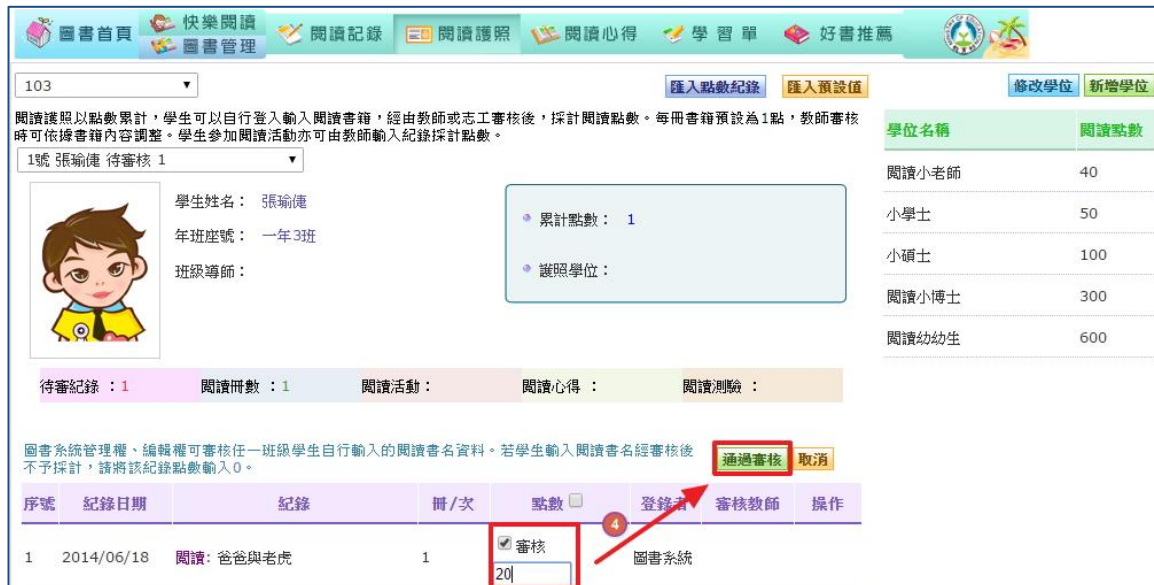 圖書首頁 快樂閱讀 圖書管理 閱讀記錄 閱讀護照 閱讀心得 學習單 好書推薦
103 匯入點數紀錄 匯入預設值 修改學位 新增學位
閱讀護照以點數累計，學生可以自行登入輸入閱讀書籍，經由教師或志工審核後，採計閱讀點數。每冊書籍預設為1點，教師審核
時可依據書籍內容調整。學生參加閱讀活動亦可由教師輸入紀錄採計點數。
1號 張瑜倢 待審核 1
學生姓名： 張瑜倢
年班座號： 一年3班
班級導師：
累計點數： 1
護照學位：
學位名稱 閱讀點數
閱讀小老師 40
小學士 50
小碩士 100
閱讀小博士 300
閱讀幼幼生 600
待審紀錄 ：1 閱讀冊數 ：1 閱讀活動： 閱讀心得 ： 閱讀測驗 ：
圖書系統管理權、編輯權可審核任一班級學生自行輸入的閱讀書名資料。若學生輸入閱讀書名經審核後
不予採計，請將該紀錄點數輸入0。
通過審核 取消
序號 紀錄日期 紀錄 冊/次 點數 登錄者 審核教師 操作
4
1 2014/06/18 閱讀: 爸爸與老虎 1 審核 圖書系統
20